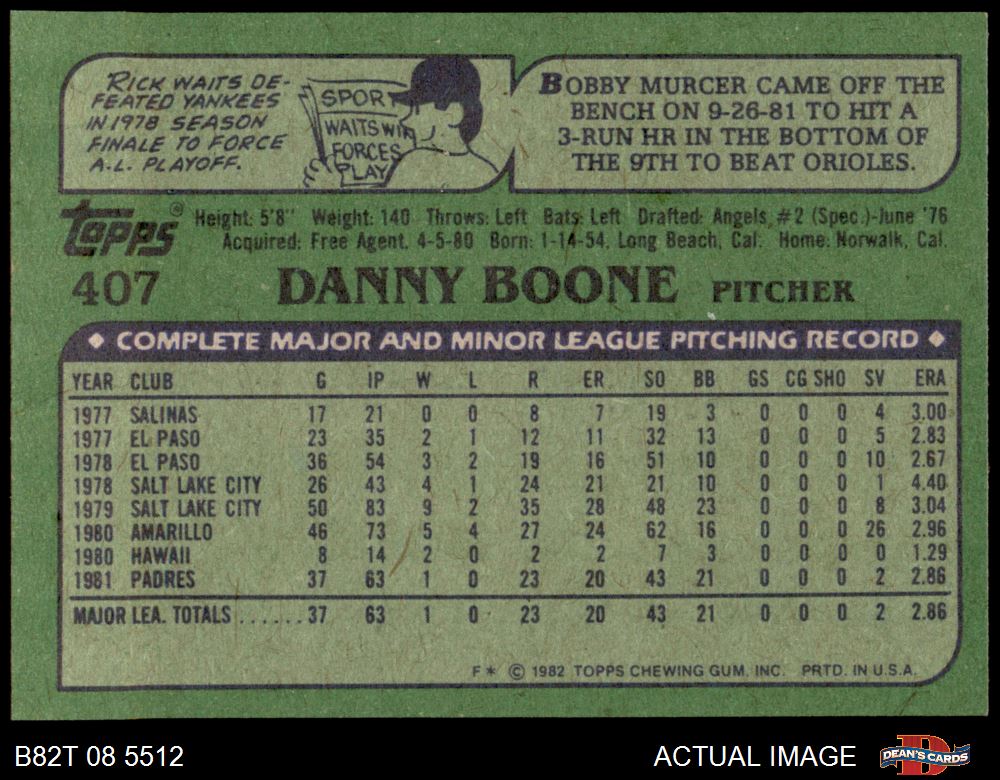 RICK WAITS DE-
FEATED YANKEES
IN 1978 SEASON
FINALE TO FORCE
A.L. PLAYOFF.
SPORT
WAITS WIN
FORCES
PLAY
BOBBY MURCER CAME OFF THE
BENCH ON 9-26-81 TO HIT A
3-RUN HR IN THE BOTTOM OF
THE 9TH TO BEAT ORIOLES.
Topps®
Height: 5'8" Weight: 140 Throws: Left Bats: Left Drafted: Angels, #2 (Spec.)-June '76
Acquired: Free Agent, 4-5-80 Born: 1-14-54, Long Beach, Cal. Home: Norwalk, Cal.
407 DANNY BOONE PITCHER
◆ COMPLETE MAJOR AND MINOR LEAGUE PITCHING RECORD ◆
YEAR CLUB G IP W L R ER SO BB GS CG SHO SV ERA
1977 SALINAS 17 21 0 0 8 7 19 3 0 0 0 4 3.00
1977 EL PASO 23 35 2 1 12 11 32 13 0 0 0 5 2.83
1978 EL PASO 36 54 3 2 19 16 51 10 0 0 0 10 2.67
1978 SALT LAKE CITY 26 43 4 1 24 21 21 10 0 0 0 1 4.40
1979 SALT LAKE CITY 50 83 9 2 35 28 48 23 0 0 0 8 3.04
1980 AMARILLO 46 73 5 4 27 24 62 16 0 0 0 26 2.96
1980 HAWAII 8 14 2 0 2 2 7 3 0 0 0 0 1.29
1981 PADRES 37 63 1 0 23 20 43 21 0 0 0 2 2.86
MAJOR LEA. TOTALS ......37 63 1 0 23 20 43 21 0 0 0 2 2.86
F* © 1982 TOPPS CHEWING GUM, INC. PRTD. IN U.S.A.
B82T 08 5512
ACTUAL IMAGE
D
DEAN'S CARDS